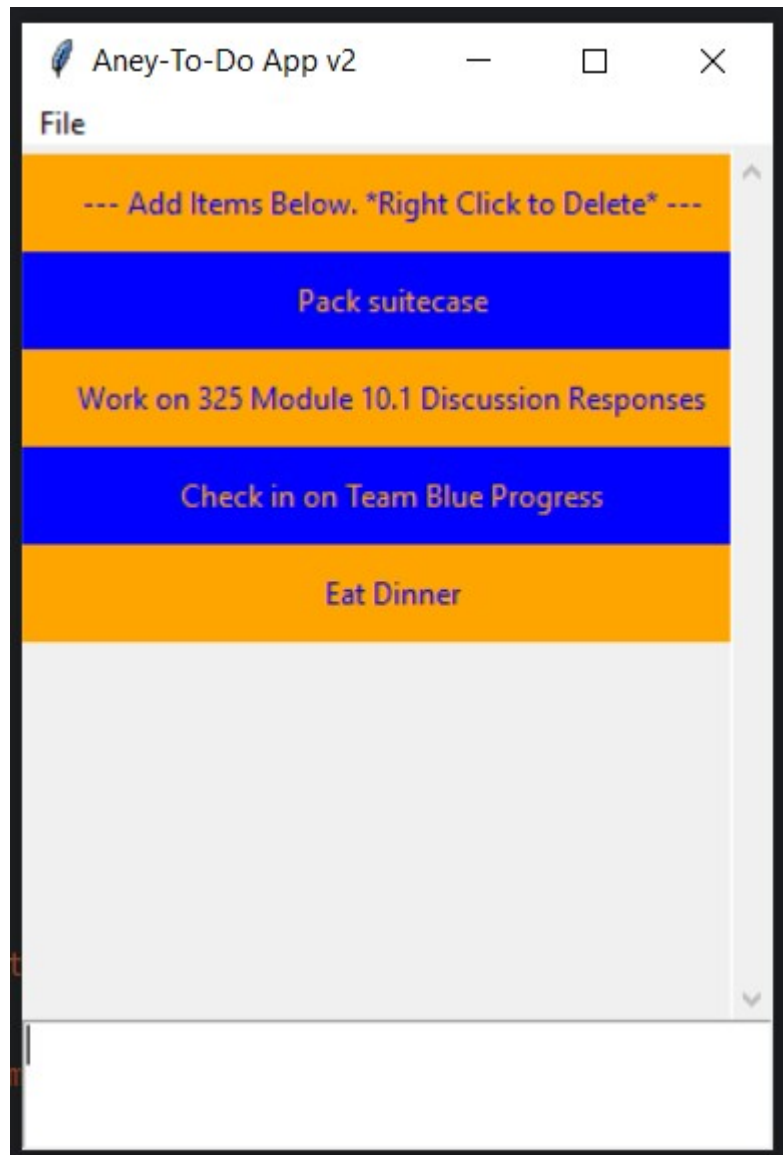 Aney-To-Do App v2
File
--- Add Items Below. *Right Click to Delete* ---
Pack suitecase
Work on 325 Module 10.1 Discussion Responses
Check in on Team Blue Progress
Eat Dinner
t
m